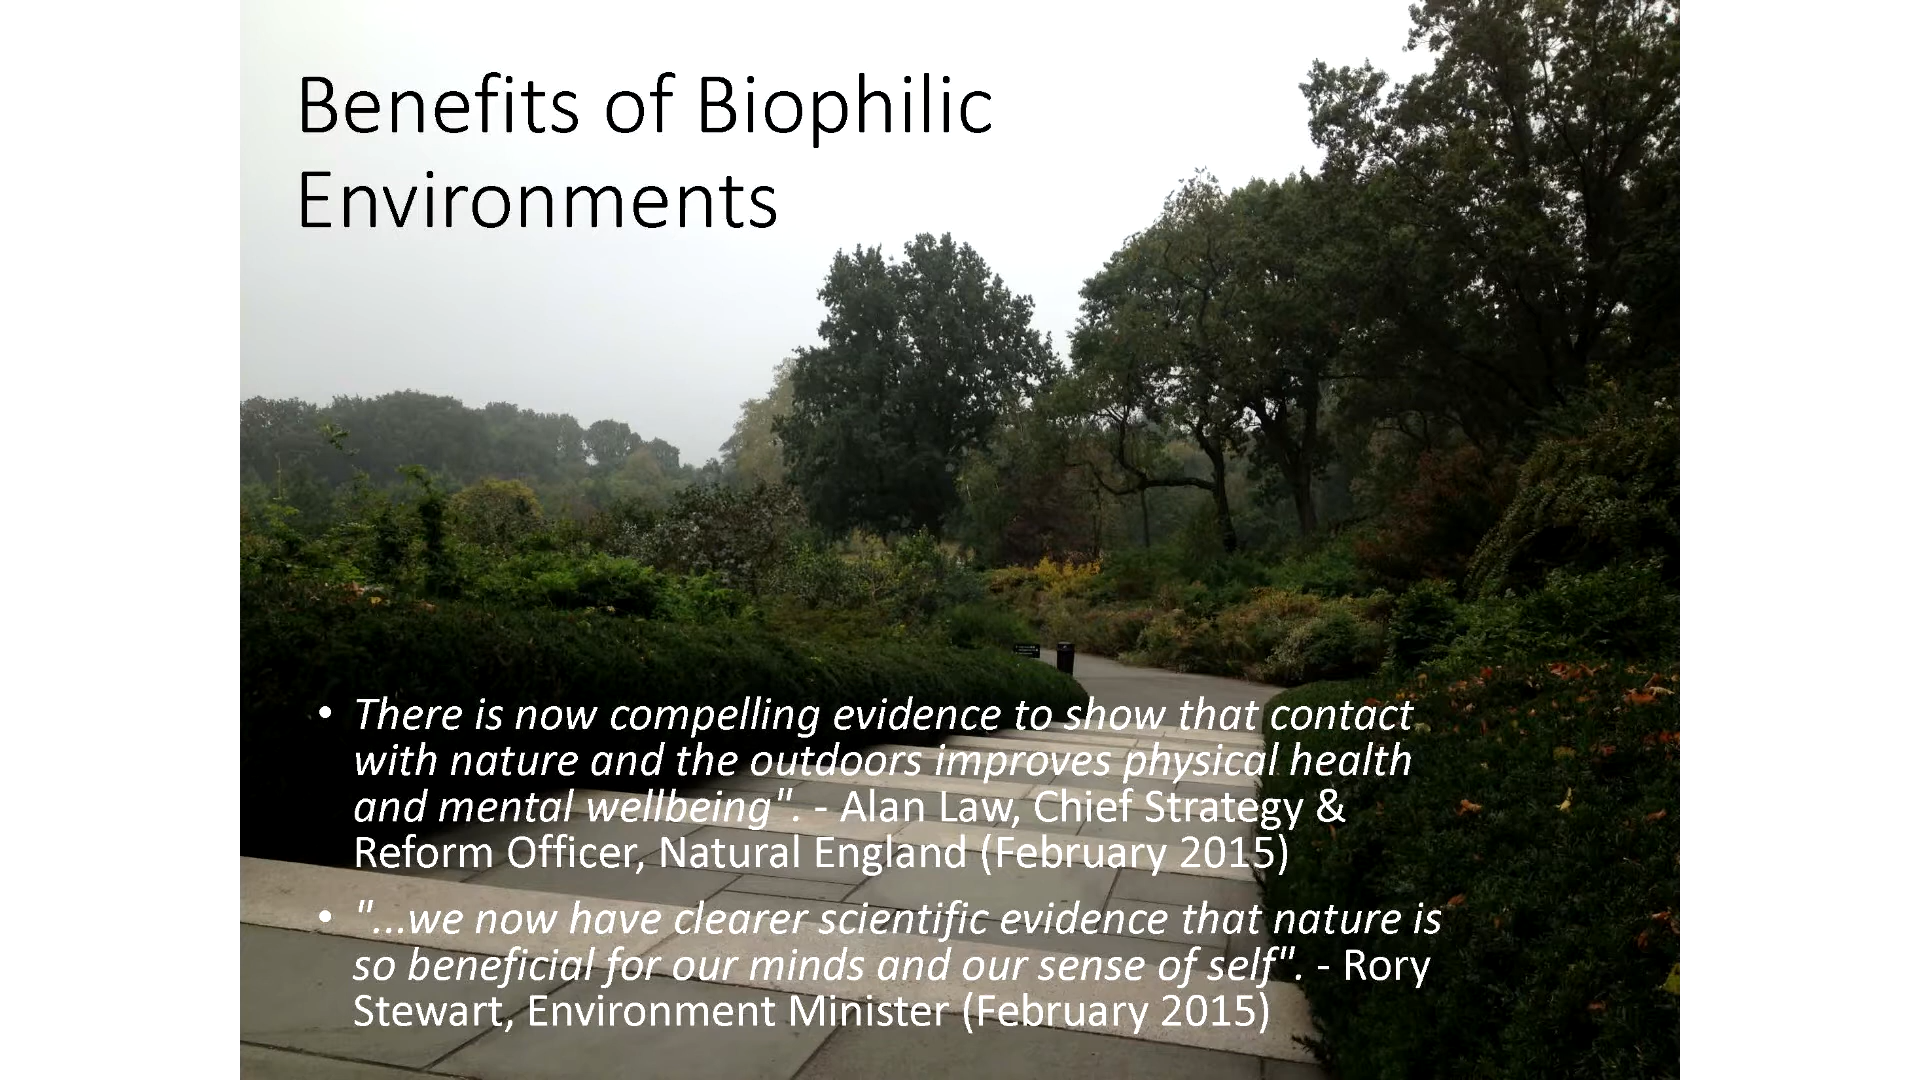 Benefits of Biophilic
Environments
• There is now compelling evidence to show that contact
with nature and the outdoors improves physical health
and mental wellbeing". - Alan Law, Chief Strategy &
Reform Officer, Natural England (February 2015)
• "...we now have clearer scientific evidence that nature is
so beneficial for our minds and our sense of self". - Rory
Stewart, Environment Minister (February 2015)